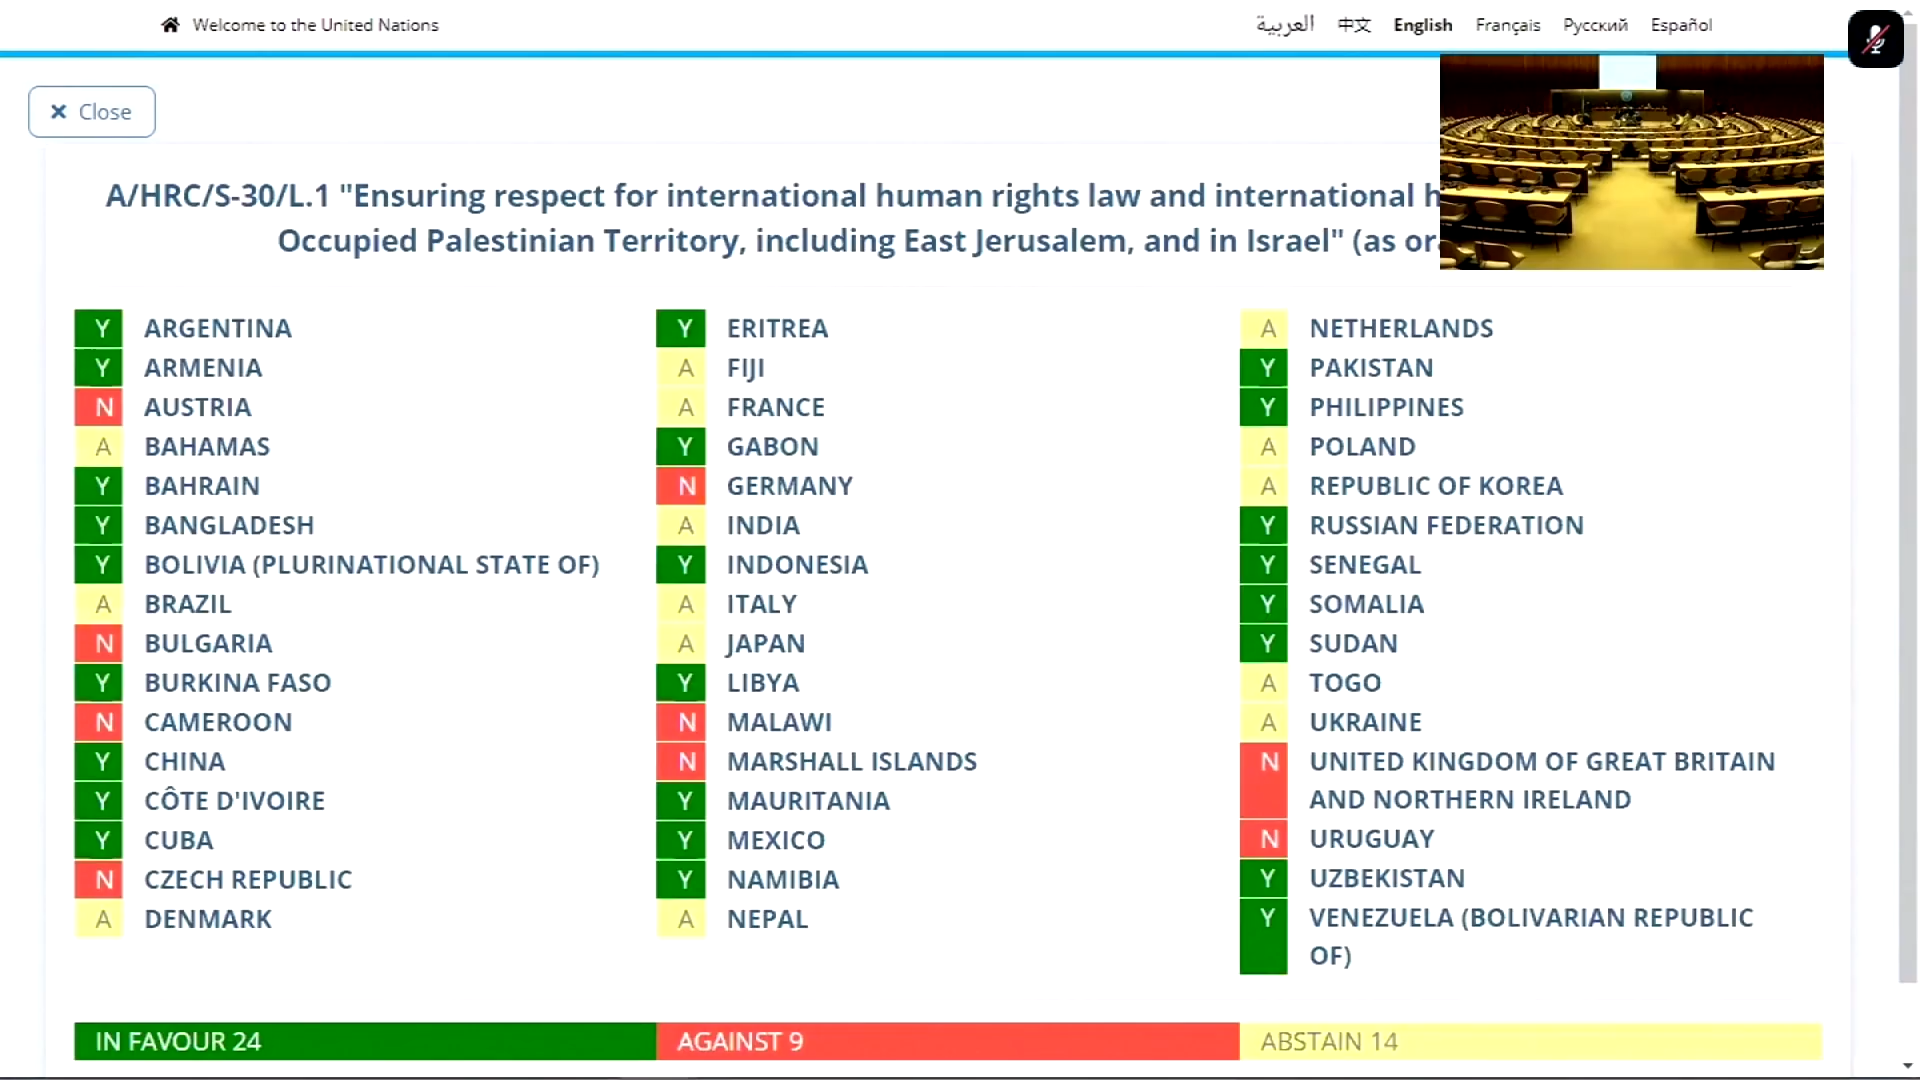 Welcome to the United Nations
العربية 中文 English Français Русский Español
Close
A/HRC/S-30/L.1 "Ensuring respect for international human rights law and international
Occupied Palestinian Territory, including East Jerusalem, and in Israel" (as
Y ARGENTINA
Y ARMENIA
N AUSTRIA
A BAHAMAS
Y BAHRAIN
Y BANGLADESH
Y BOLIVIA (PLURINATIONAL STATE OF)
A BRAZIL
N BULGARIA
Y BURKINA FASO
N CAMEROON
Y CHINA
Y CÔTE D'IVOIRE
Y CUBA
N CZECH REPUBLIC
A DENMARK
Y ERITREA
A FIJI
A FRANCE
Y GABON
N GERMANY
A INDIA
Y INDONESIA
A ITALY
A JAPAN
Y LIBYA
N MALAWI
N MARSHALL ISLANDS
Y MAURITANIA
Y MEXICO
Y NAMIBIA
A NEPAL
A NETHERLANDS
Y PAKISTAN
Y PHILIPPINES
A POLAND
A REPUBLIC OF KOREA
Y RUSSIAN FEDERATION
Y SENEGAL
Y SOMALIA
Y SUDAN
A TOGO
A UKRAINE
N UNITED KINGDOM OF GREAT BRITAIN
AND NORTHERN IRELAND
N URUGUAY
Y UZBEKISTAN
Y VENEZUELA (BOLIVARIAN REPUBLIC
OF)
IN FAVOUR 24
AGAINST 9
ABSTAIN 14